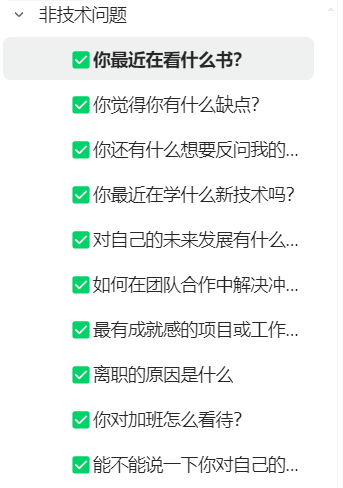 非技术问题
你最近在看什么书？
你觉得你有什么缺点？
你还有什么想要反问我的...
你最近在学什么新技术吗？
对自己的未来发展有什么...
如何在团队合作中解决冲...
最有成就感的项目或工作...
离职的原因是什么
你对加班怎么看待？
能不能说一下你对自己的...